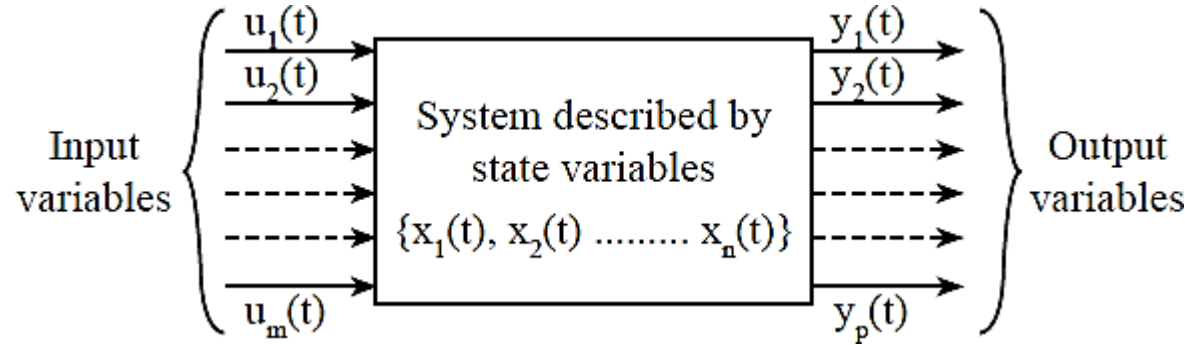 u₁(t)
u₂(t)
Input
variables
uₘ(t)
System described by
state variables
{x₁(t), x₂(t) ......... xₙ(t)}
y₁(t)
y₂(t)
Output
variables
yₚ(t)